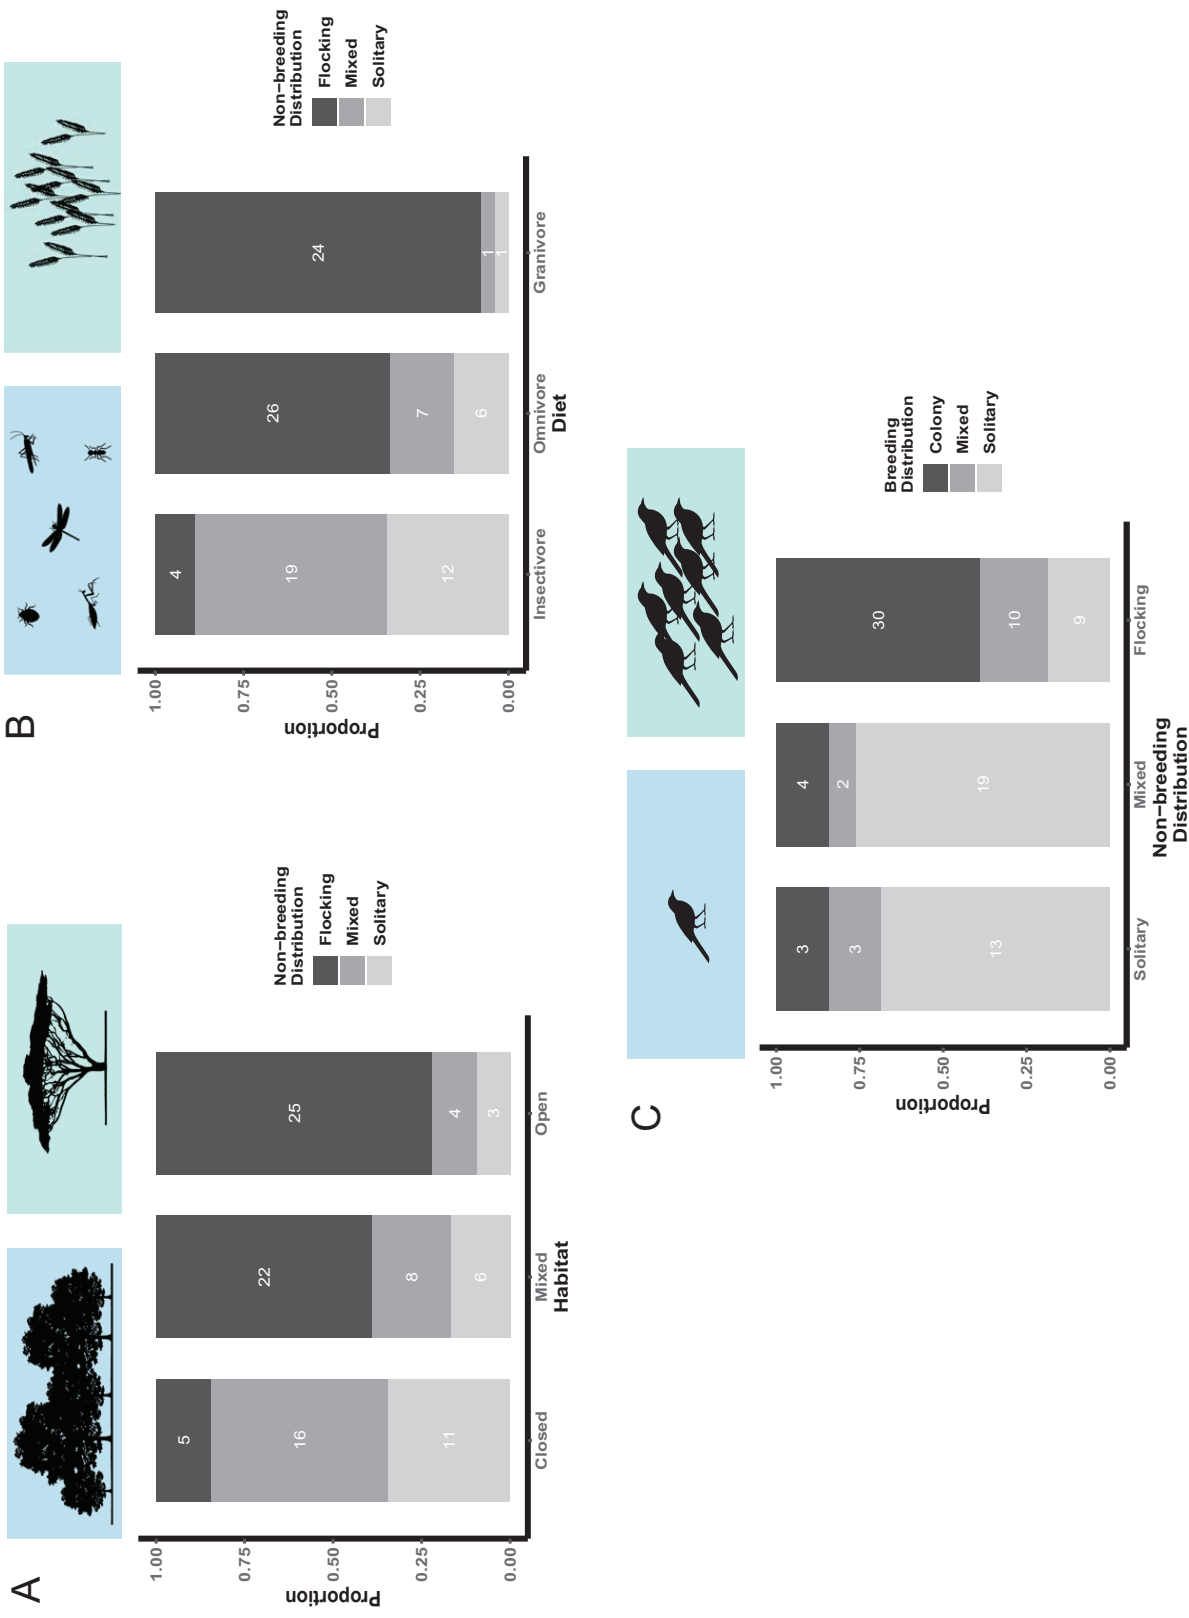 A
Proportion
1.00
0.75
0.50
0.25
0.00
5
16
11
22
8
6
25
4
3
Closed
Mixed
Open
Habitat
Non−breeding
Distribution
Flocking
Mixed
Solitary
B
Proportion
1.00
0.75
0.50
0.25
0.00
4
19
12
26
7
6
24
1
1
Insectivore
Omnivore
Granivore
Diet
Non−breeding
Distribution
Flocking
Mixed
Solitary
C
Proportion
1.00
0.75
0.50
0.25
0.00
3
3
13
4
2
19
30
10
9
Solitary
Mixed
Flocking
Non−breeding
Distribution
Breeding
Distribution
Colony
Mixed
Solitary